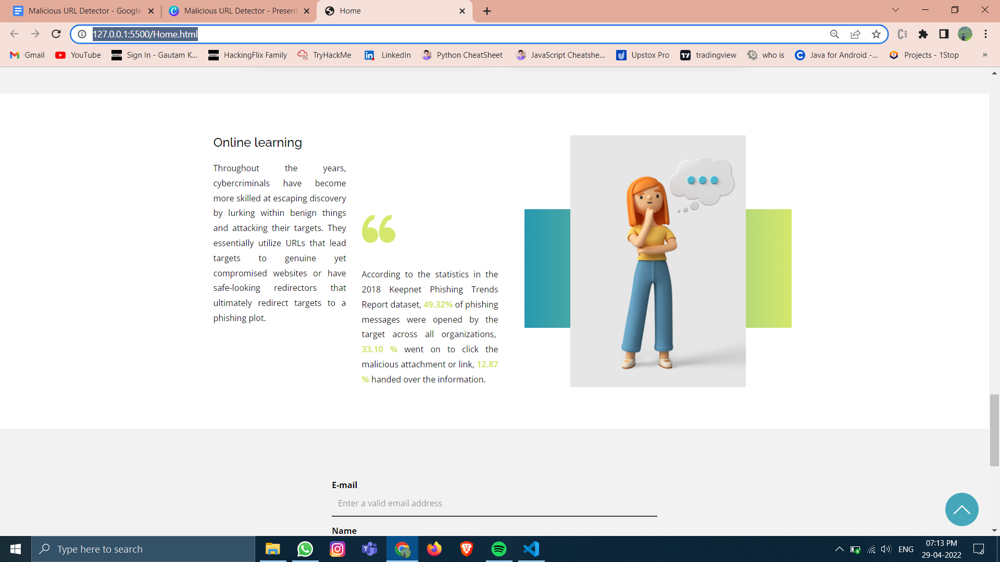 Malicious URL Detector - Google
Malicious URL Detector - Present
Home
127.0.0.1:5500/Home.html
Gmail
YouTube
Sign In - Gautam K...
HackingFlix Family
TryHackMe
LinkedIn
Python CheatSheet
JavaScript Cheatshe...
Upstox Pro
tradingview
who is
Java for Android -...
Projects - 1Stop
»
Online learning
Throughout the years,
cybercriminals have become
more skilled at escaping discovery
by lurking within benign things
and attacking their targets. They
essentially utilize URLs that lead
targets to genuine yet
compromised websites or have
safe-looking redirectors that
ultimately redirect targets to a
phishing plot.
“
According to the statistics in the
2018 Keepnet Phishing Trends
Report dataset, 49.32% of phishing
messages were opened by the
target across all organizations,
33.10 % went on to click the
malicious attachment or link, 12.87
% handed over the information.
E-mail
Enter a valid email address
Name
Type here to search
ENG
07:13 PM
29-04-2022